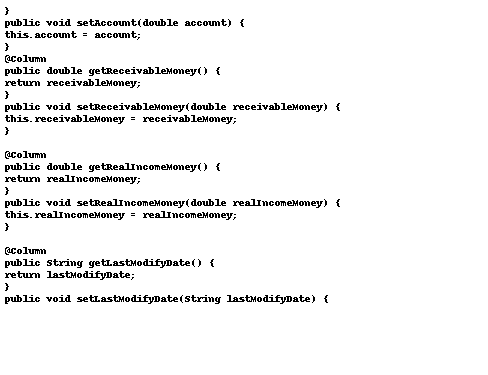 }
public void setAccount(double account) {
this.account = account;
}
@Column
public double getReceivableMoney() {
return receivableMoney;
}
public void setReceivableMoney(double receivableMoney) {
this.receivableMoney = receivableMoney;
}
@Column
public double getRealIncomeMoney() {
return realIncomeMoney;
}
public void setRealIncomeMoney(double realIncomeMoney) {
this.realIncomeMoney = realIncomeMoney;
}
@Column
public String getLastModifyDate() {
return lastModifyDate;
}
public void setLastModifyDate(String lastModifyDate) {